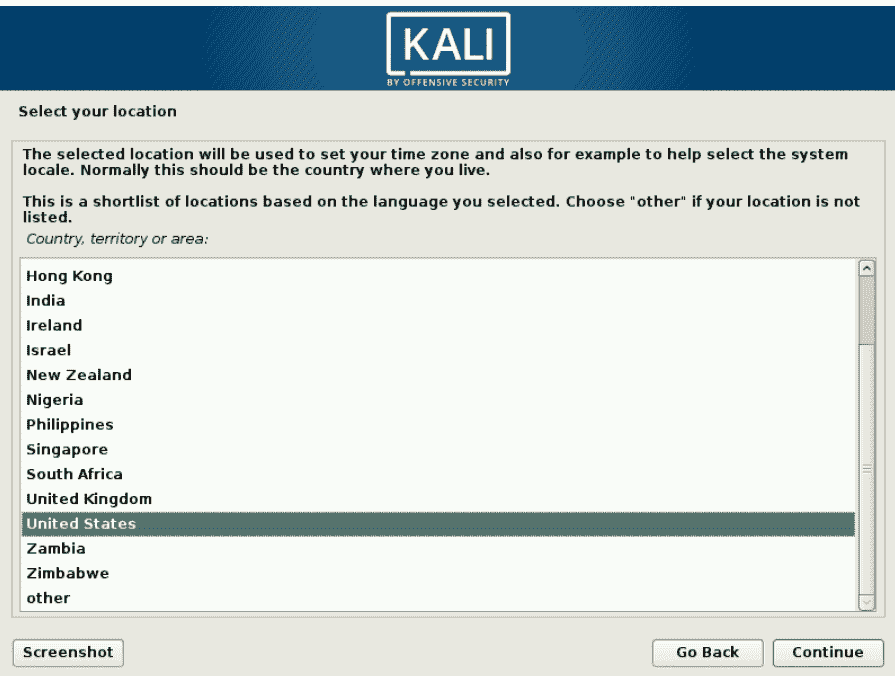 KALI
BY OFFENSIVE SECURITY
Select your location
The selected location will be used to set your time zone and also for example to help select the system
locale. Normally this should be the country where you live.
This is a shortlist of locations based on the language you selected. Choose "other" if your location is not
listed.
Country, territory or area:
Hong Kong
India
Ireland
Israel
New Zealand
Nigeria
Philippines
Singapore
South Africa
United Kingdom
United States
Zambia
Zimbabwe
other
Screenshot
Go Back
Continue